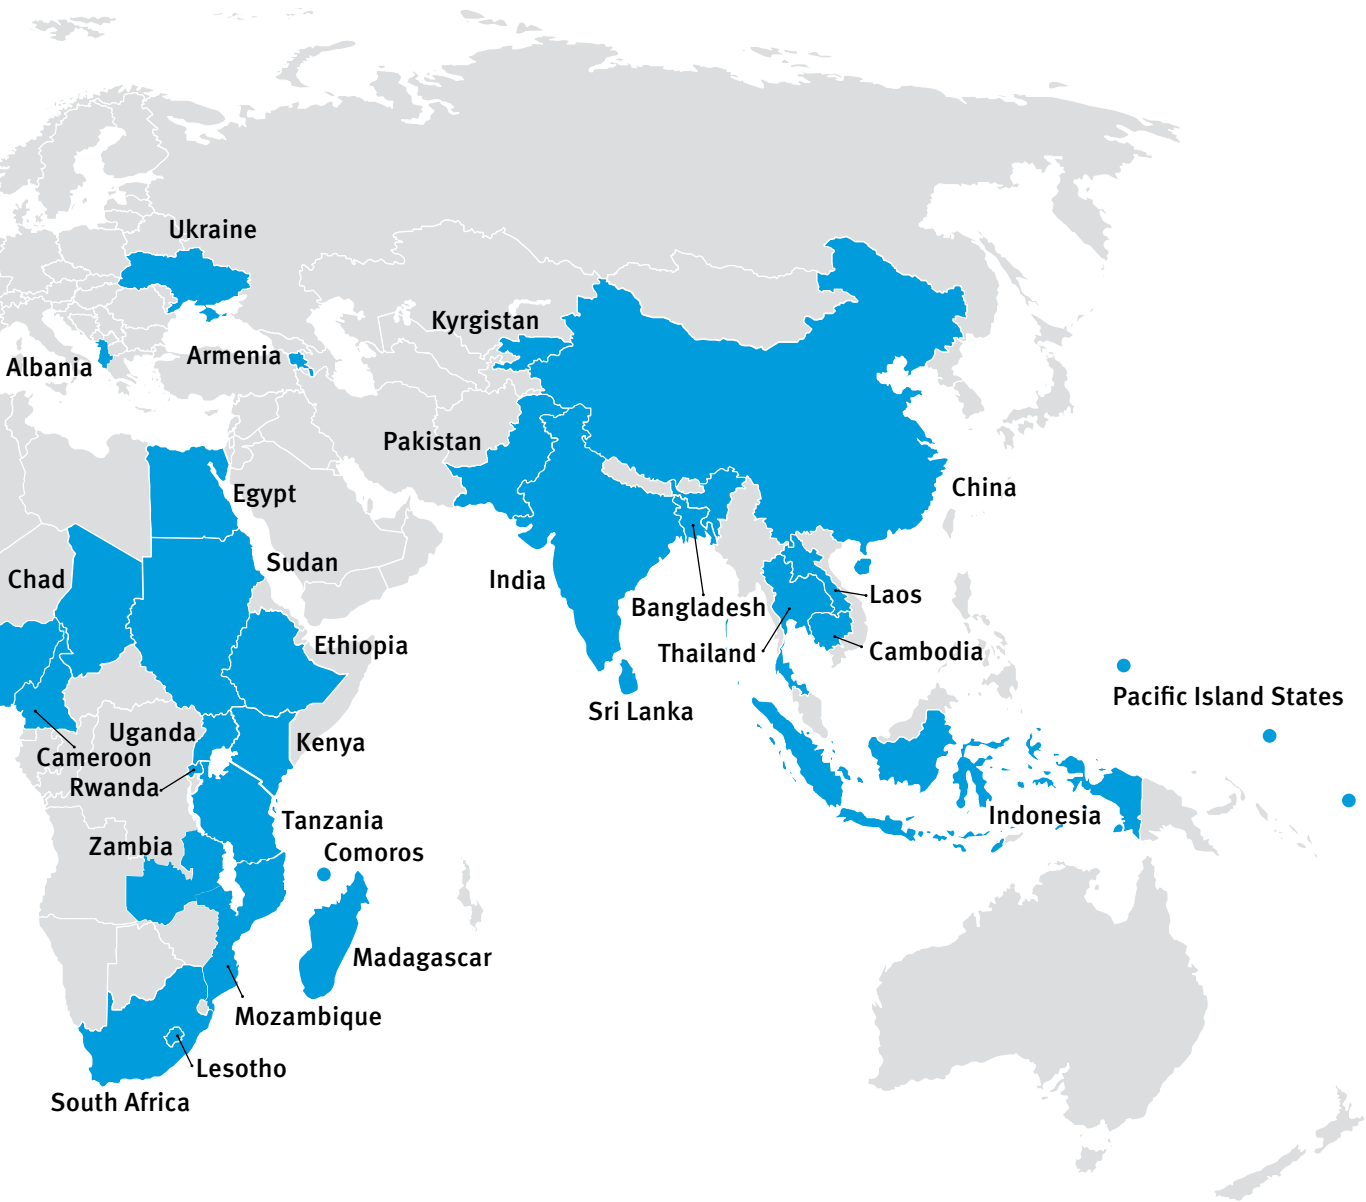 Ukraine
Kyrgistan
Armenia
Albania
Pakistan
China
Egypt
Sudan
Chad
India
Laos
Bangladesh
Ethiopia
Thailand
Cambodia
Pacific Island States
Sri Lanka
Uganda
Kenya
Cameroon
Rwanda
Indonesia
Tanzania
Zambia
Comoros
Madagascar
Mozambique
Lesotho
South Africa